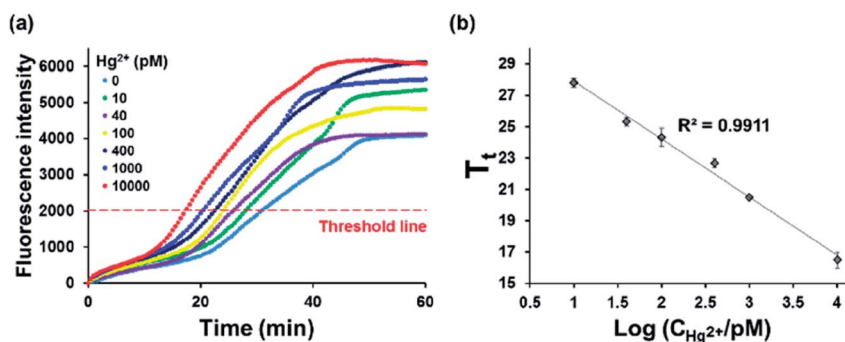 (a)
Fluorescence intensity
6000
5000
4000
3000
2000
1000
0
Hg²⁺ (pM)
0
10
40
100
400
1000
10000
Threshold line
0 20 40 60
Time (min)
(b)
Tₜ
29
27
25
23
21
19
17
15
R² = 0.9911
0.5 1 1.5 2 2.5 3 3.5 4
Log (C_Hg²⁺/pM)